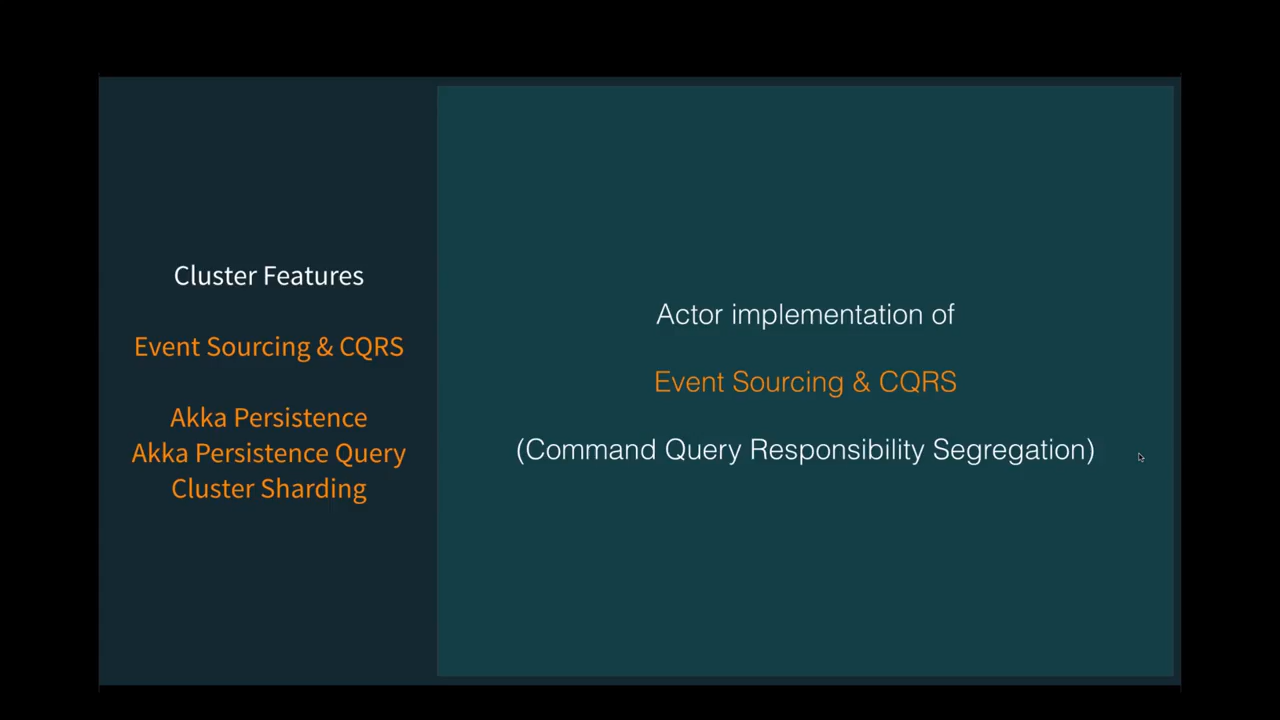 Cluster Features
Event Sourcing & CQRS
Akka Persistence
Akka Persistence Query
Cluster Sharding
Actor implementation of
Event Sourcing & CQRS
(Command Query Responsibility Segregation)